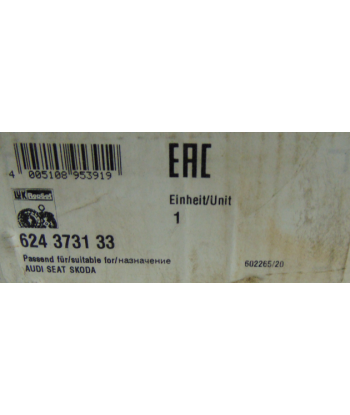 4 005108 953919
EAC
Einheit/Unit
1
RepSet
624 3731 33
Passend für/suitable for/назначение
AUDI SEAT SKODA
602265/20